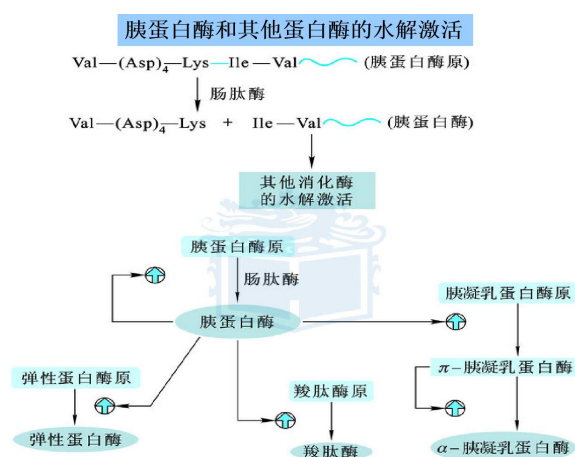 胰蛋白酶和其他蛋白酶的水解激活
Val—(Asp)₄—Lys—Ile—Val (胰蛋白酶原)
肠肽酶
Val—(Asp)₄—Lys + Ile—Val (胰蛋白酶)
其他消化酶
的水解激活
胰蛋白酶原
肠肽酶
胰蛋白酶
胰凝乳蛋白酶原
弹性蛋白酶原
羧肽酶原
π-胰凝乳蛋白酶
弹性蛋白酶
羧肽酶
α-胰凝乳蛋白酶